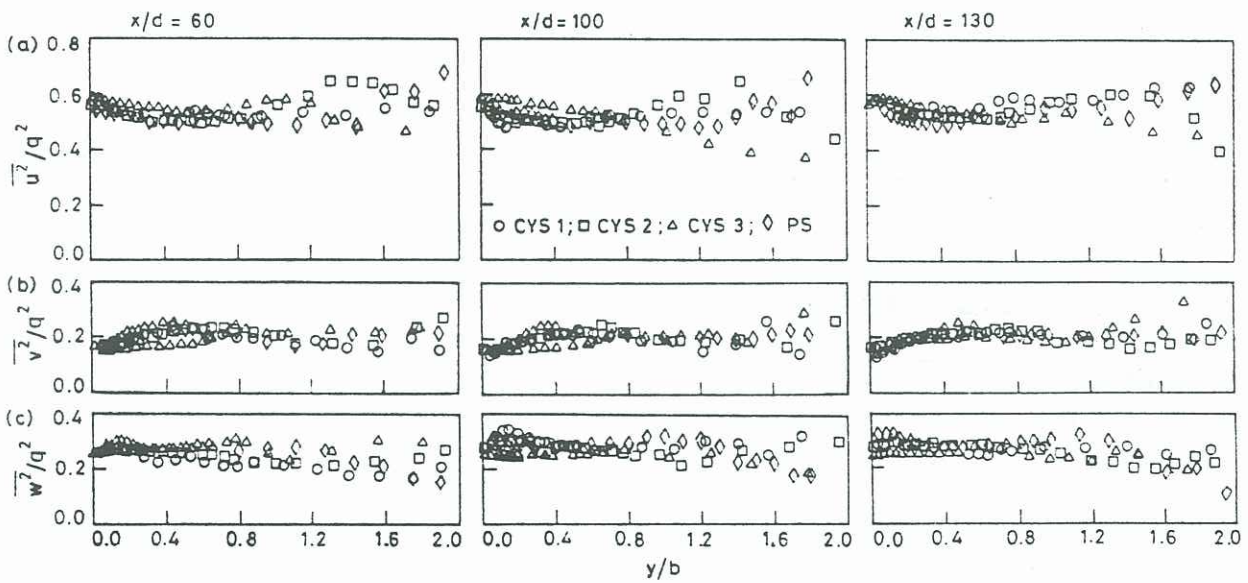 x/d = 60
x/d = 100
x/d = 130
(a)
0.8
0.6
0.4
0.2
0.0
u²/q²
○ CYS 1; □ CYS 2; △ CYS 3; ◊ PS
(b)
0.4
0.2
0.0
v²/q²
(c)
0.4
0.2
0.0
w²/q²
0.0 0.4 0.8 1.2 1.6 2.0
0.0 0.4 0.8 1.2 1.6 2.0
0.0 0.4 0.8 1.2 1.6 2.0
y/b